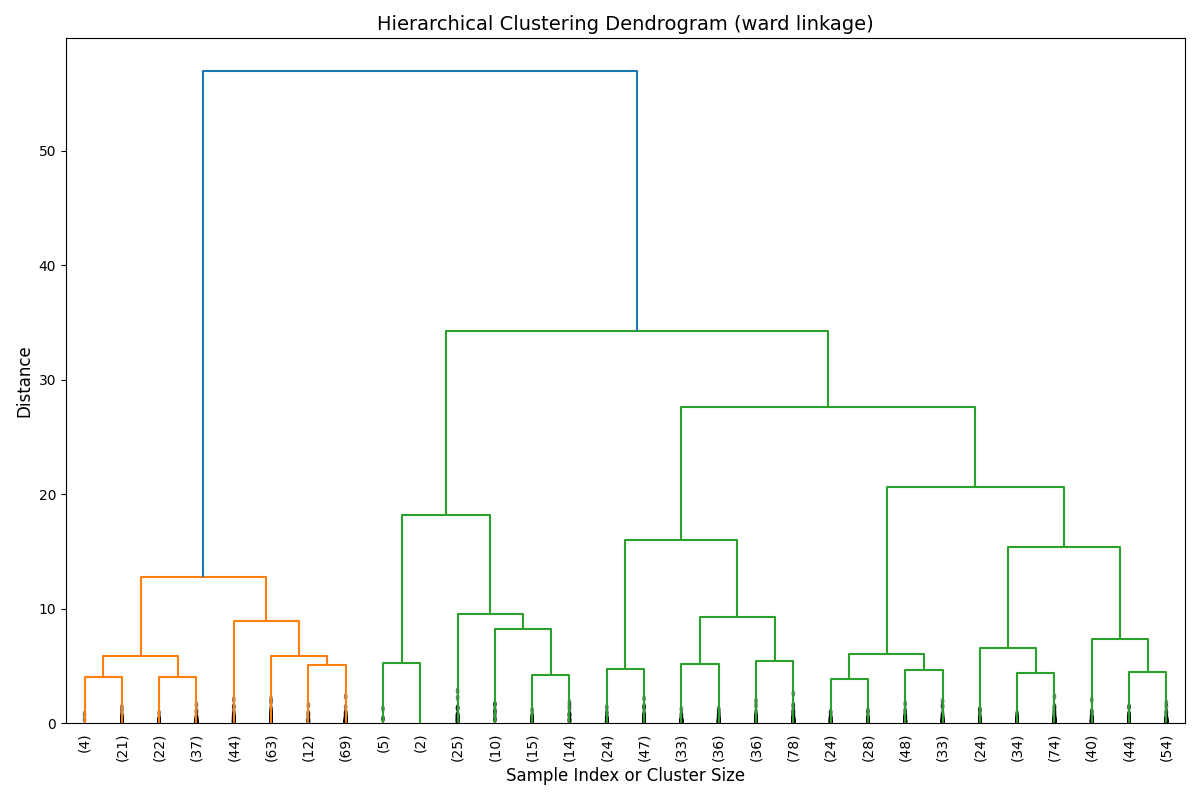 Hierarchical Clustering Dendrogram (ward linkage)
50
40
30
20
10
0
Distance
(4) (21) (22) (37) (44) (63) (12) (69) (5) (2) (25) (10) (15) (14) (24) (47) (33) (36) (36) (78) (24) (28) (48) (33) (24) (34) (74) (40) (44) (54)
Sample Index or Cluster Size